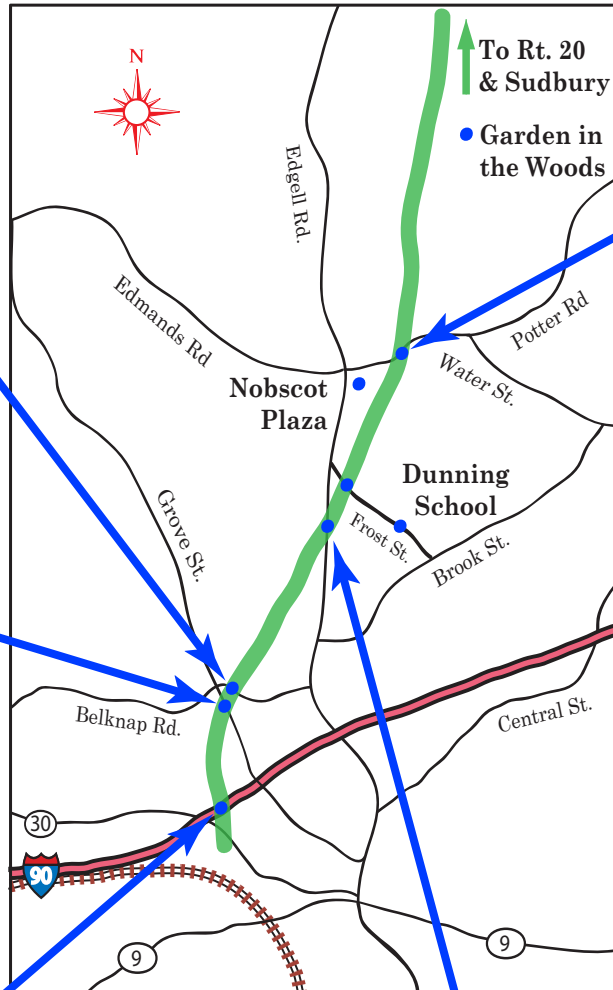 N
To Rt. 20
& Sudbury
Garden in
the Woods
Edgell Rd.
Edmands Rd
Potter Rd
Water St.
Nobscot
Plaza
Dunning
School
Grove St.
Frost St.
Brook St.
Belknap Rd.
Central St.
30
90
9
9